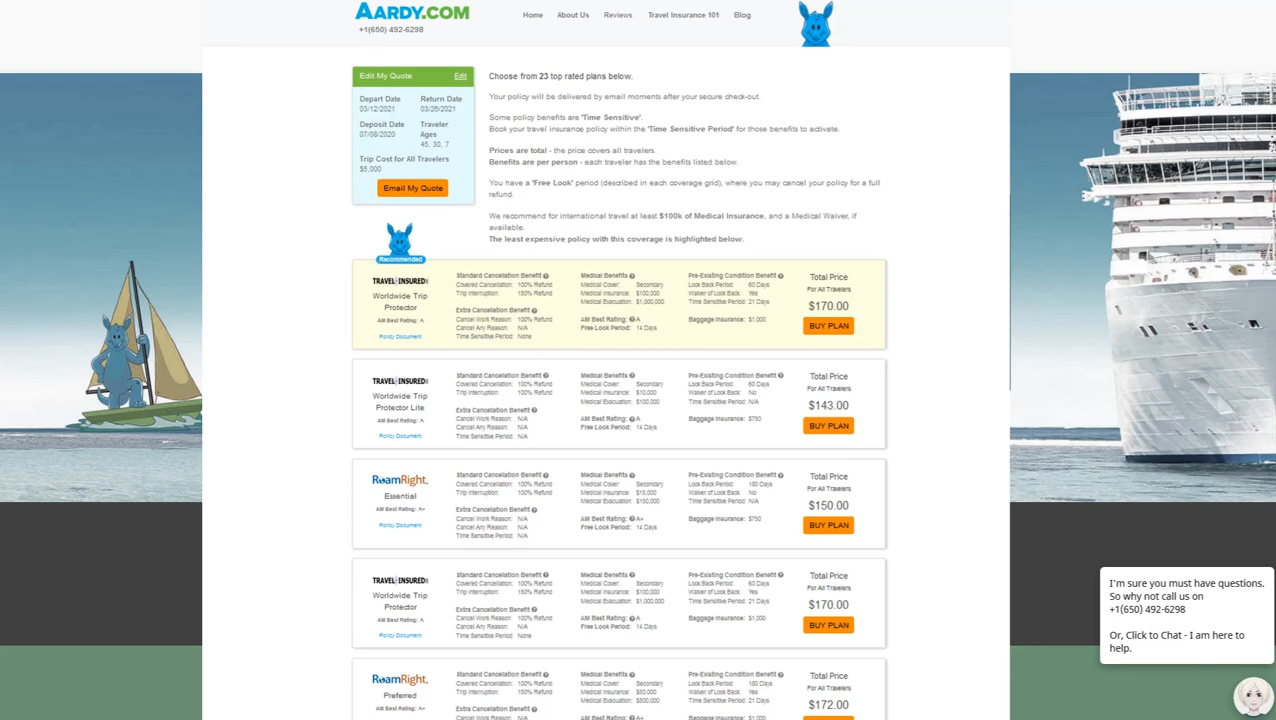 AARDY.COM
+1(650) 492-6298
Home About Us Reviews Travel Insurance 101 Blog
Edit My Quote Edit
Depart Date Return Date
03/12/2021 03/26/2021
Deposit Date Traveler
07/08/2020 Ages
45, 30, 7
Trip Cost for All Travelers
$5,000
Email My Quote
Choose from 23 top rated plans below.
Your policy will be delivered by email moments after your secure check-out.
Some policy benefits are 'Time Sensitive'.
Book your travel insurance policy within the 'Time Sensitive Period' for those benefits to activate.
Prices are total - the price covers all travelers.
Benefits are per person - each traveler has the benefits listed below.
You have a 'Free Look' period (described in each coverage grid), where you may cancel your policy for a full
refund.
We recommend for international travel at least $100k of Medical Insurance, and a Medical Waiver, if
available.
The least expensive policy with this coverage is highlighted below.
Recommended
TRAVEL INSURED
Worldwide Trip
Protector
AM Best Rating: A
Policy Document
Standard Cancellation Benefit
Covered Cancellation: 100% Refund
Trip Interruption: 150% Refund
Extra Cancellation Benefit
Cancel Work Reason: 100% Refund
Cancel Any Reason: N/A
Time Sensitive Period: None
Medical Benefits
Medical Cover: Secondary
Medical Insurance: $100,000
Medical Evacuation: $1,000,000
AM Best Rating: A
Free Look Period: 14 Days
Pre-Existing Condition Benefit
Look Back Period: 60 Days
Waiver of Look Back: Yes
Time Sensitive Period: 21 Days
Baggage Insurance: $1,000
Total Price
For All Travelers
$170.00
BUY PLAN
TRAVEL INSURED
Worldwide Trip
Protector Lite
AM Best Rating: A
Policy Document
Standard Cancellation Benefit
Covered Cancellation: 100% Refund
Trip Interruption: 150% Refund
Extra Cancellation Benefit
Cancel Work Reason: N/A
Cancel Any Reason: N/A
Time Sensitive Period: N/A
Medical Benefits
Medical Cover: Secondary
Medical Insurance: $10,000
Medical Evacuation: $100,000
AM Best Rating: A
Free Look Period: 14 Days
Pre-Existing Condition Benefit
Look Back Period: 60 Days
Waiver of Look Back: No
Time Sensitive Period: N/A
Baggage Insurance: $750
Total Price
For All Travelers
$143.00
BUY PLAN
RoamRight.
Essential
AM Best Rating: A+
Policy Document
Standard Cancellation Benefit
Covered Cancellation: 100% Refund
Trip Interruption: 150% Refund
Extra Cancellation Benefit
Cancel Work Reason: N/A
Cancel Any Reason: N/A
Time Sensitive Period: N/A
Medical Benefits
Medical Cover: Secondary
Medical Insurance: $15,000
Medical Evacuation: $150,000
AM Best Rating: A+
Free Look Period: 14 Days
Pre-Existing Condition Benefit
Look Back Period: 180 Days
Waiver of Look Back: No
Time Sensitive Period: N/A
Baggage Insurance: $750
Total Price
For All Travelers
$150.00
BUY PLAN
TRAVEL INSURED
Worldwide Trip
Protector
AM Best Rating: A
Policy Document
Standard Cancellation Benefit
Covered Cancellation: 100% Refund
Trip Interruption: 150% Refund
Extra Cancellation Benefit
Cancel Work Reason: 100% Refund
Cancel Any Reason: N/A
Time Sensitive Period: None
Medical Benefits
Medical Cover: Secondary
Medical Insurance: $100,000
Medical Evacuation: $1,000,000
AM Best Rating: A
Free Look Period: 14 Days
Pre-Existing Condition Benefit
Look Back Period: 60 Days
Waiver of Look Back: Yes
Time Sensitive Period: 21 Days
Baggage Insurance: $1,000
Total Price
For All Travelers
$170.00
BUY PLAN
RoamRight.
Preferred
AM Best Rating: A+
Standard Cancellation Benefit
Covered Cancellation: 100% Refund
Trip Interruption: 150% Refund
Extra Cancellation Benefit
Cancel Work Reason: N/A
Medical Benefits
Medical Cover: Secondary
Medical Insurance: $50,000
Medical Evacuation: $500,000
AM Best Rating: A+
Pre-Existing Condition Benefit
Look Back Period: 180 Days
Waiver of Look Back: Yes
Time Sensitive Period: 21 Days
Baggage Insurance: $1,000
Total Price
For All Travelers
$172.00
I'm sure you must have questions.
So why not call us on
+1(650) 492-6298
Or, Click to Chat - I am here to
help.